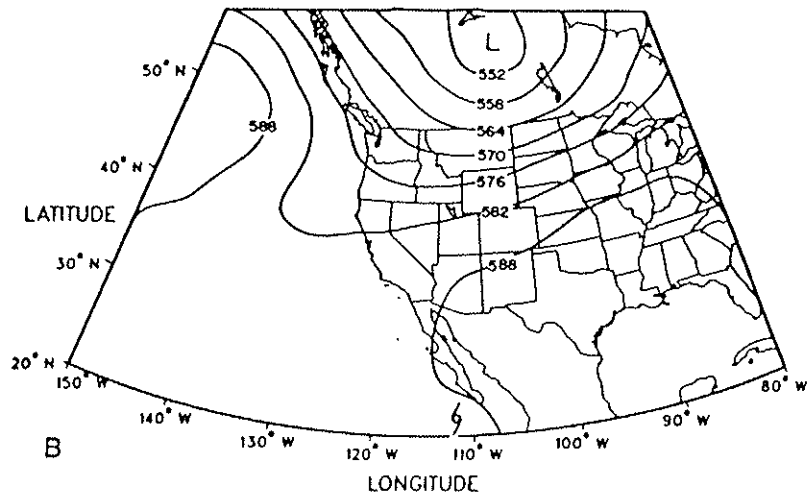 L
50° N
552
558
588
564
570
40° N
576
LATITUDE
582
588
30° N
20° N
150° W
80° W
140° W
90° W
130° W
100° W
120° W
110° W
B
LONGITUDE